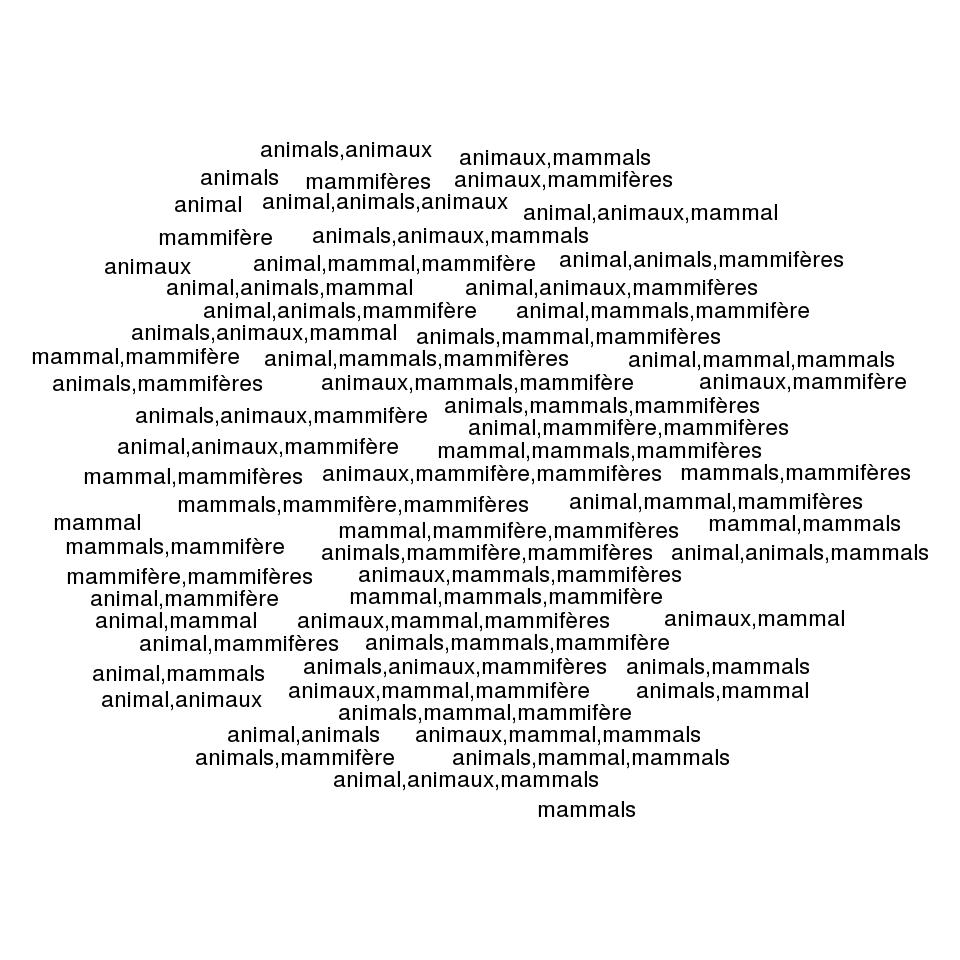 animals,animaux
animaux,mammals
animals
mammifères
animaux,mammifères
animal
animal,animals,animaux
animal,animaux,mammal
mammifère
animals,animaux,mammals
animaux
animal,mammal,mammifère
animal,animals,mammifères
animal,animals,mammal
animal,animaux,mammifères
animal,animals,mammifère
animal,mammals,mammifère
animals,animaux,mammal
animals,mammal,mammifères
mammal,mammifère
animal,mammals,mammifères
animal,mammal,mammals
animals,mammifères
animaux,mammals,mammifère
animaux,mammifère
animals,animaux,mammifère
animals,mammals,mammifères
animal,mammifère,mammifères
animal,animaux,mammifère
mammal,mammals,mammifères
mammal,mammifères
animaux,mammifère,mammifères
mammals,mammifères
mammals,mammifère,mammifères
animal,mammal,mammifères
mammal
mammal,mammifère,mammifères
mammal,mammals
mammals,mammifère
animals,mammifère,mammifères
animal,animals,mammals
mammifère,mammifères
animaux,mammals,mammifères
animal,mammifère
mammal,mammals,mammifère
animal,mammal
animaux,mammal,mammifères
animaux,mammal
animal,mammifères
animals,mammals,mammifère
animal,mammals
animals,animaux,mammifères
animals,mammals
animal,animaux
animaux,mammal,mammifère
animals,mammal
animals,mammal,mammifère
animal,animals
animaux,mammal,mammals
animals,mammifère
animals,mammal,mammals
animal,animaux,mammals
mammals